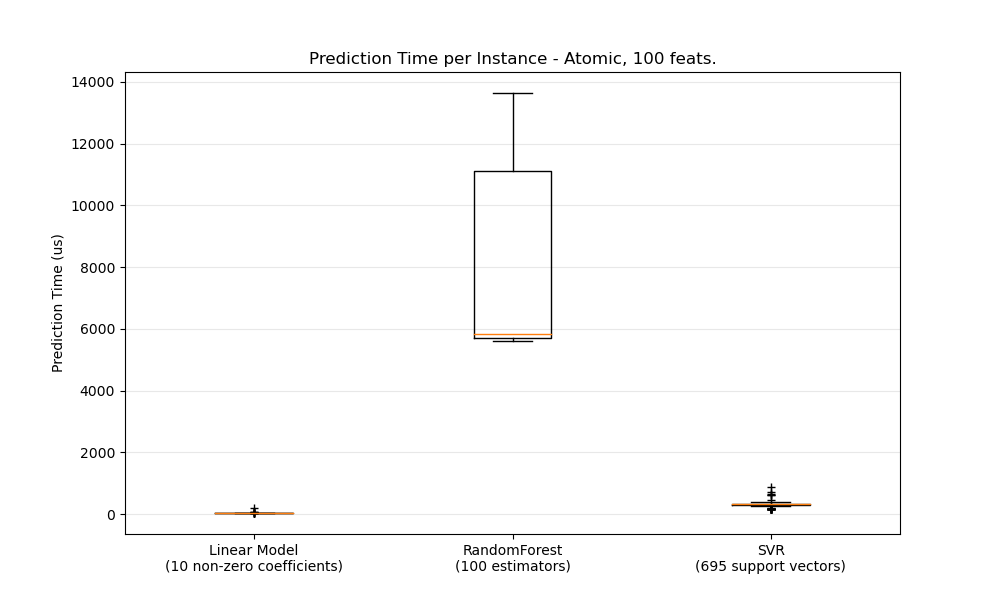 Prediction Time per Instance - Atomic, 100 feats.
14000
12000
10000
8000
6000
4000
2000
0
Prediction Time (us)
Linear Model
(10 non-zero coefficients)
RandomForest
(100 estimators)
SVR
(695 support vectors)